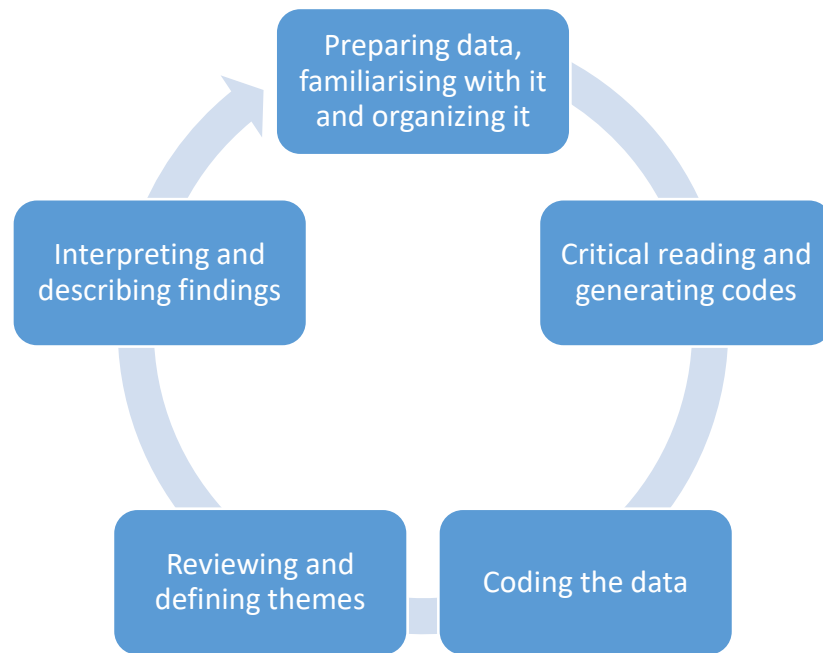 Preparing data,
familiarising with it
and organizing it
Critical reading and
generating codes
Coding the data
Reviewing and
defining themes
Interpreting and
describing findings